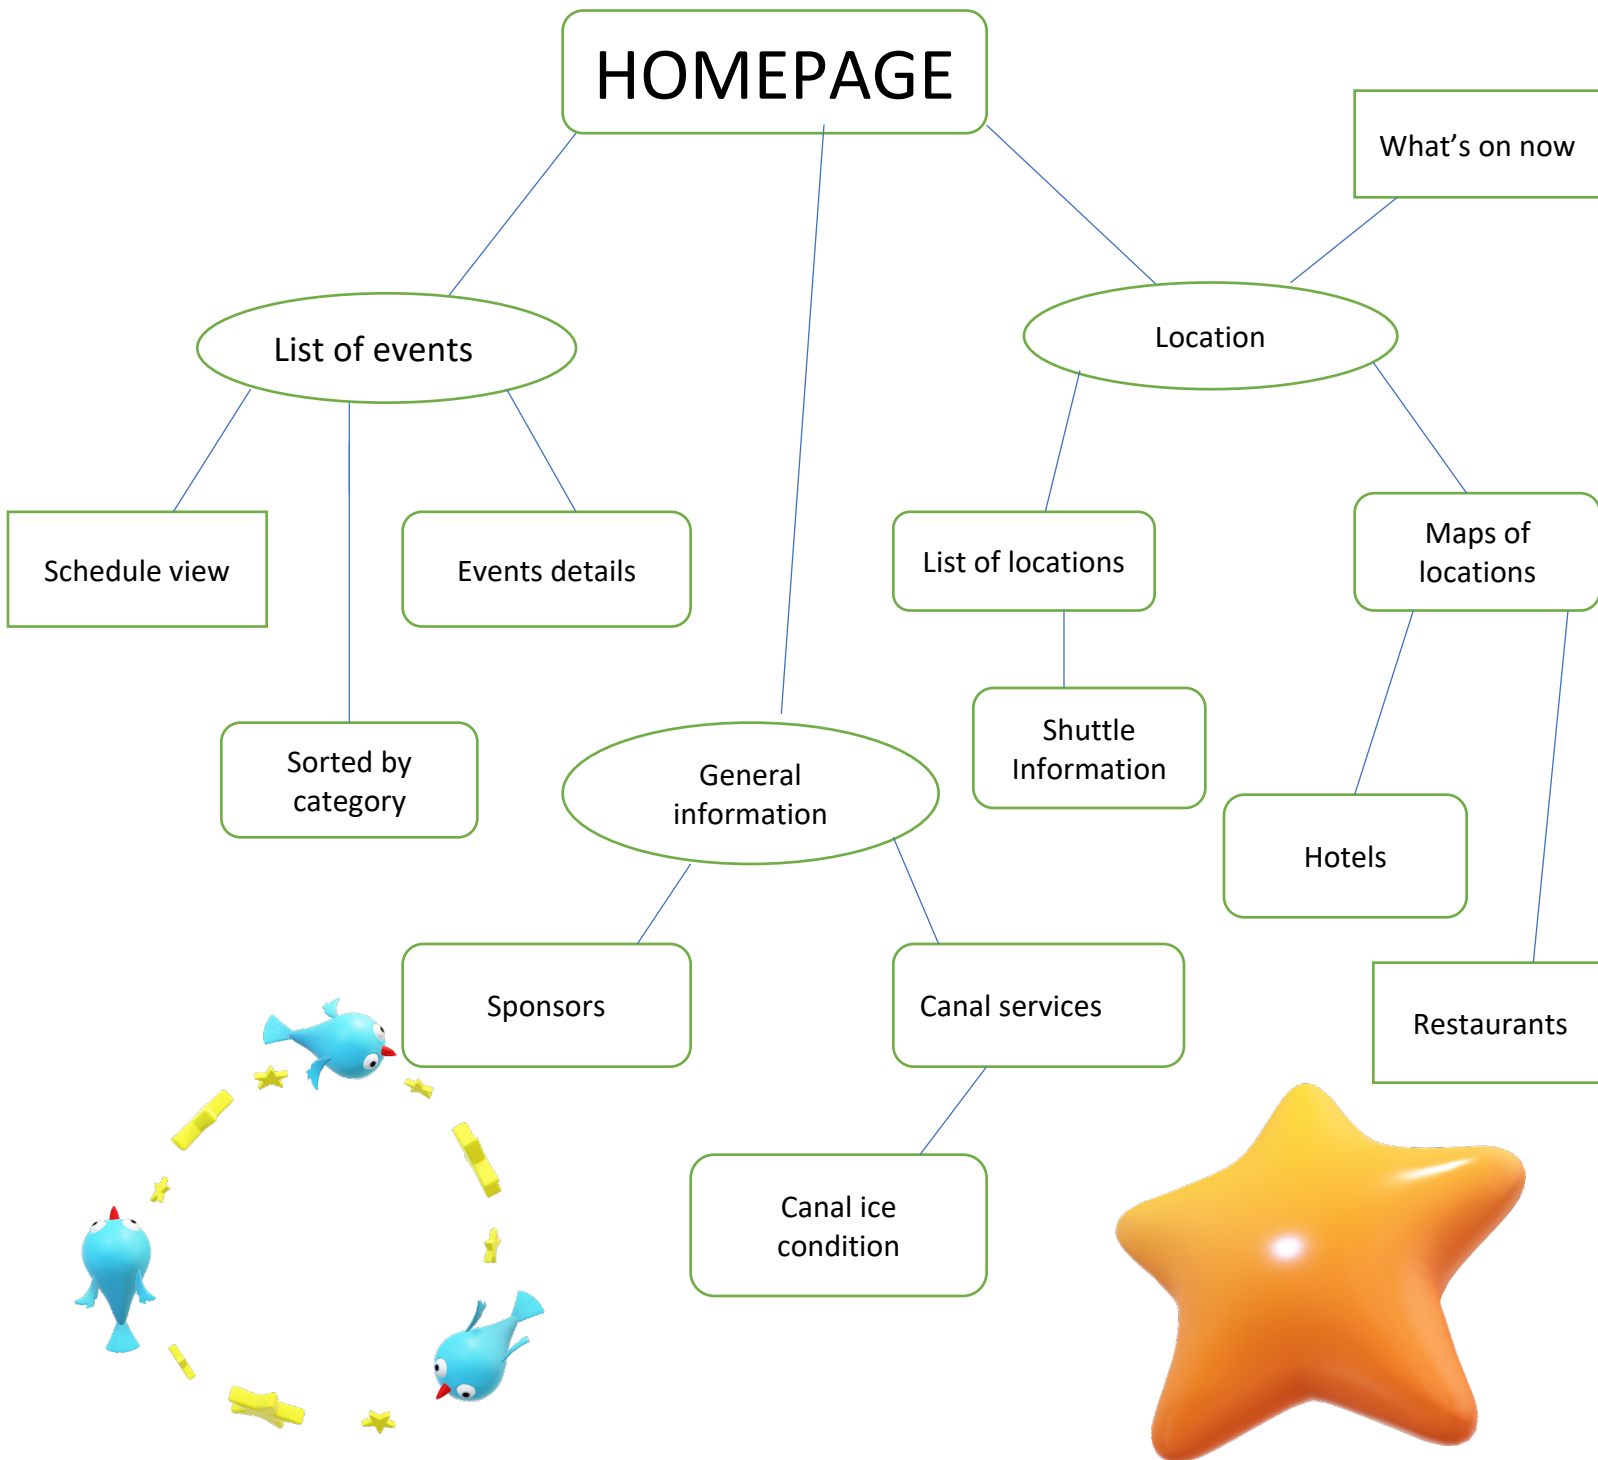 HOMEPAGE
What’s on now
List of events
Location
Schedule view
Events details
List of locations
Maps of
locations
Sorted by
category
General
information
Shuttle
Information
Hotels
Sponsors
Canal services
Restaurants
Canal ice
condition